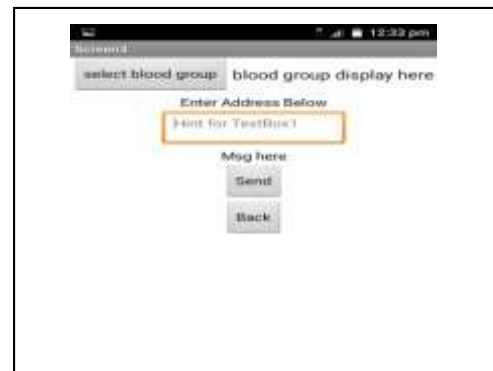 12:33 pm
Screen3
select blood group blood group display here
Enter Address Below
Hint for TextBox1
Msg here
Send
Back